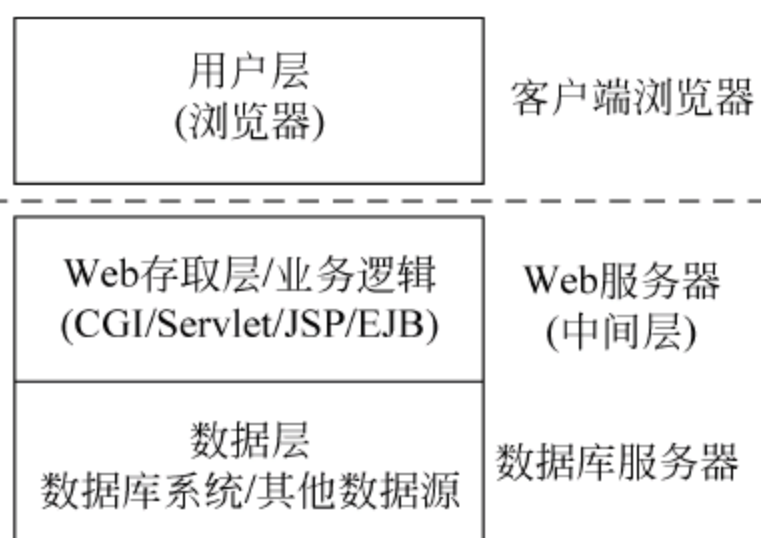 用户层
(浏览器)
客户端浏览器
Web存取层/业务逻辑
(CGI/Servlet/JSP/EJB)
Web服务器
(中间层)
数据层
数据库系统/其他数据源
数据库服务器